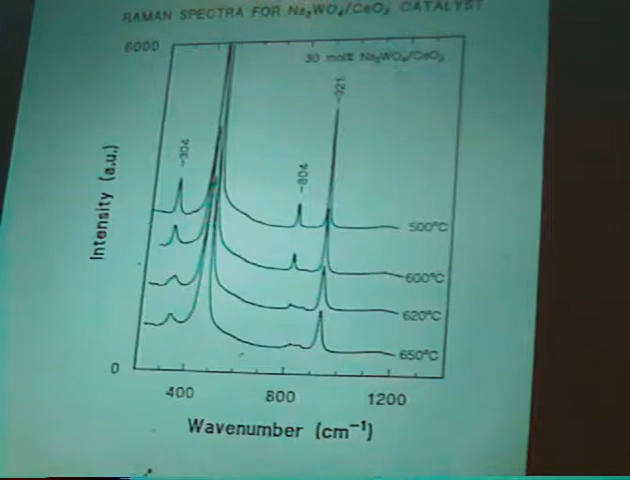 RAMAN SPECTRA FOR Na₂WO₄/CeO₂ CATALYST
6000
30 mol% Na₂WO₄/CeO₂
-304
-804
-921
Intensity (a.u.)
500°C
600°C
620°C
650°C
0
400 800 1200
Wavenumber (cm⁻¹)